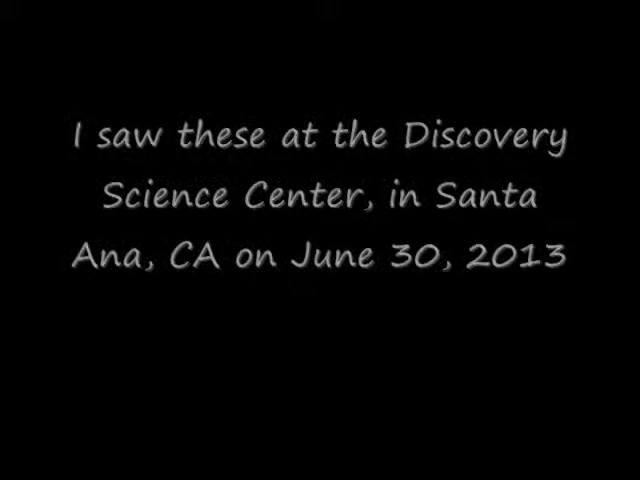 I saw these at the Discovery
Science Center, in Santa
Ana, CA on June 30, 2013